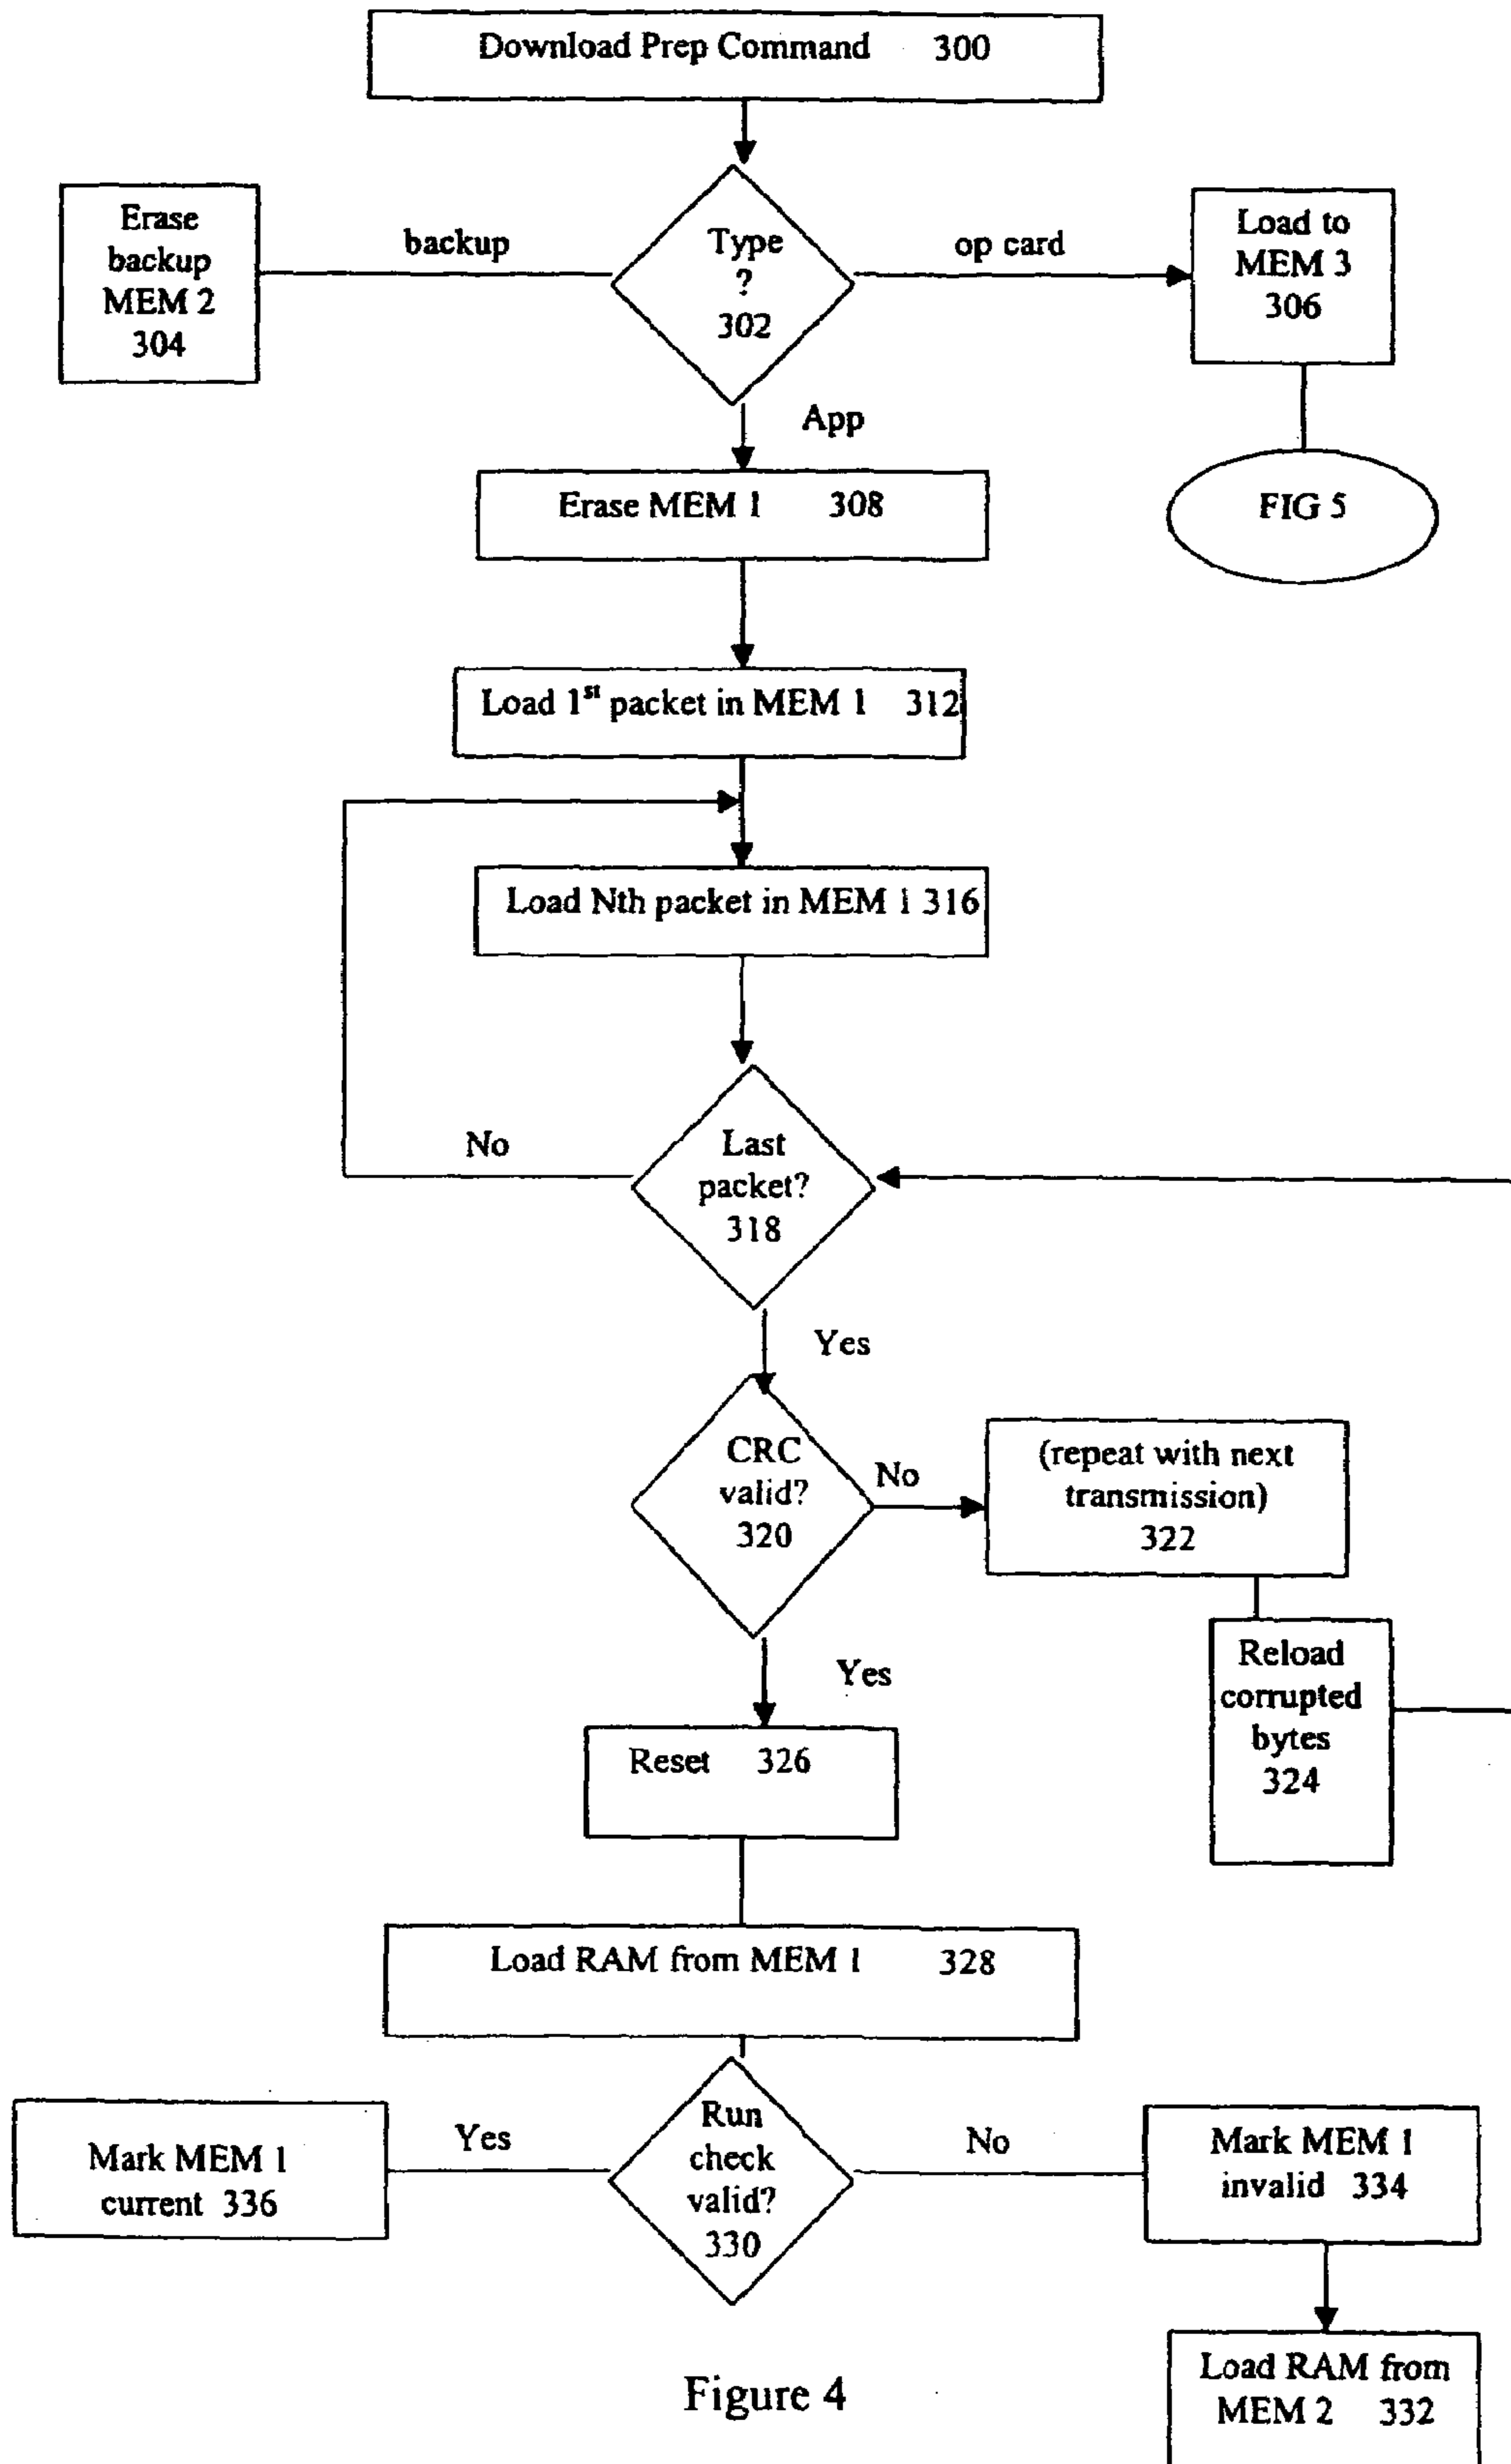 Download Prep Command 300
Erase
backup
MEM 2
304
backup
Type
?
302
op card
Load to
MEM 3
306
App
FIG 5
Erase MEM 1 308
Load 1st packet in MEM 1 312
Load Nth packet in MEM 1 316
No
Last
packet?
318
Yes
CRC
valid?
320
No
(repeat with next
transmission)
322
Reload
corrupted
bytes
324
Yes
Reset 326
Load RAM from MEM 1 328
Mark MEM 1
current 336
Yes
Run
check
valid?
330
No
Mark MEM 1
invalid 334
Load RAM from
MEM 2 332
Figure 4